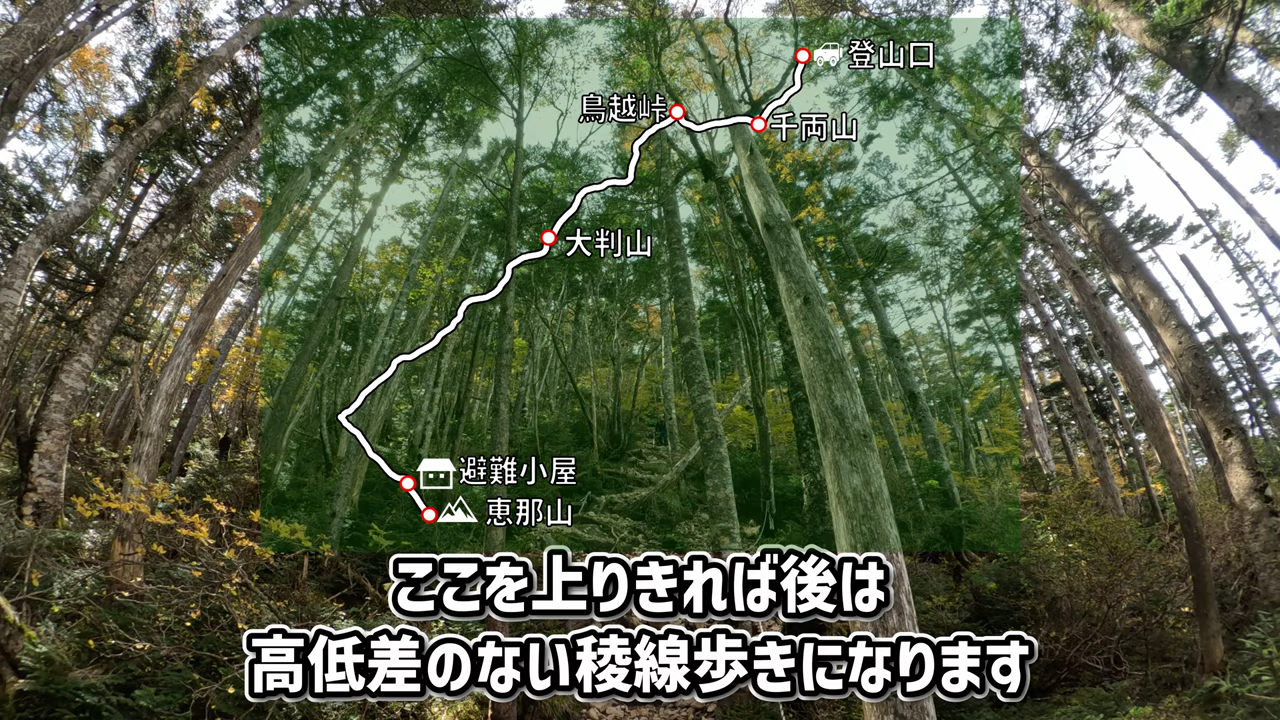 登山口
鳥越峠
千両山
大判山
避難小屋
恵那山
ここを上りきれば後は
高低差のない稜線歩きになります